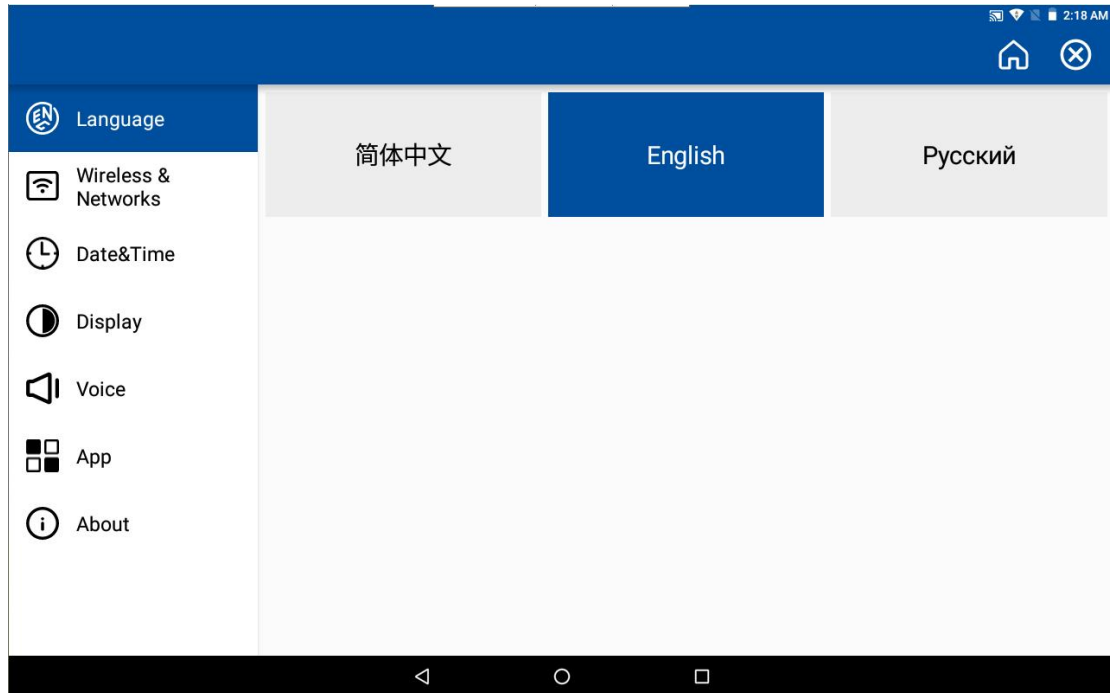 2:18 AM
Language
Wireless &
Networks
Date&Time
Display
Voice
App
About
简体中文
English
Русский